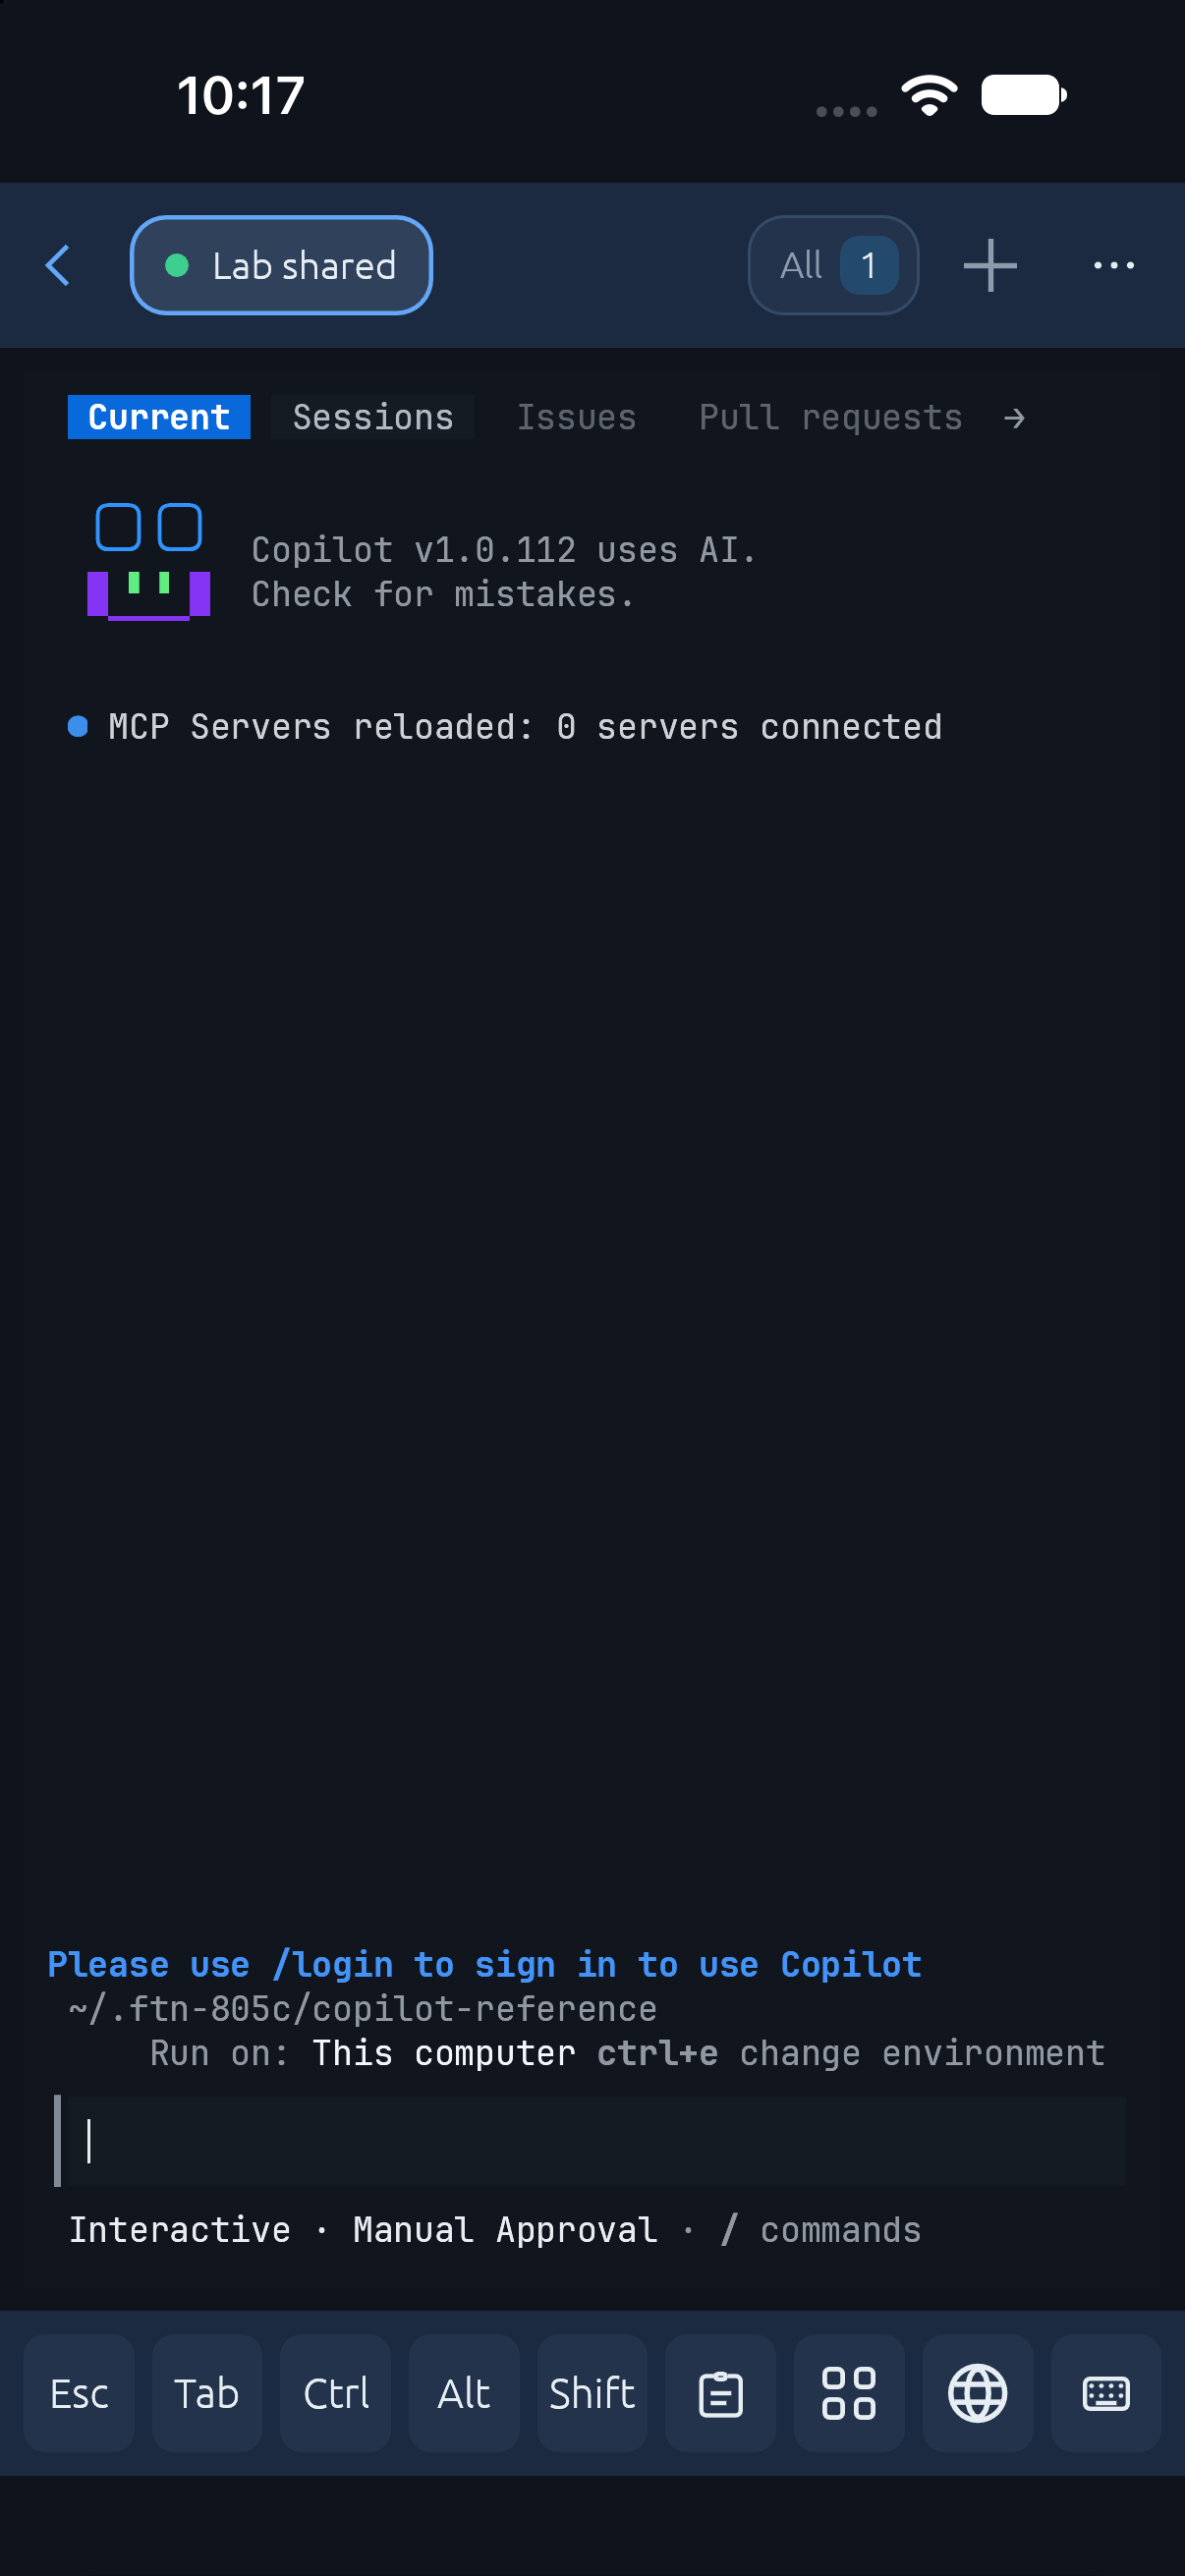 10:17
Lab shared All 1
Current Sessions Issues Pull requests →
Copilot v1.0.112 uses AI.
Check for mistakes.
● MCP Servers reloaded: 0 servers connected
Please use /login to sign in to use Copilot
~/.ftn-805c/copilot-reference
Run on: This computer ctrl+e change environment
Interactive · Manual Approval · / commands
Esc Tab Ctrl Alt Shift